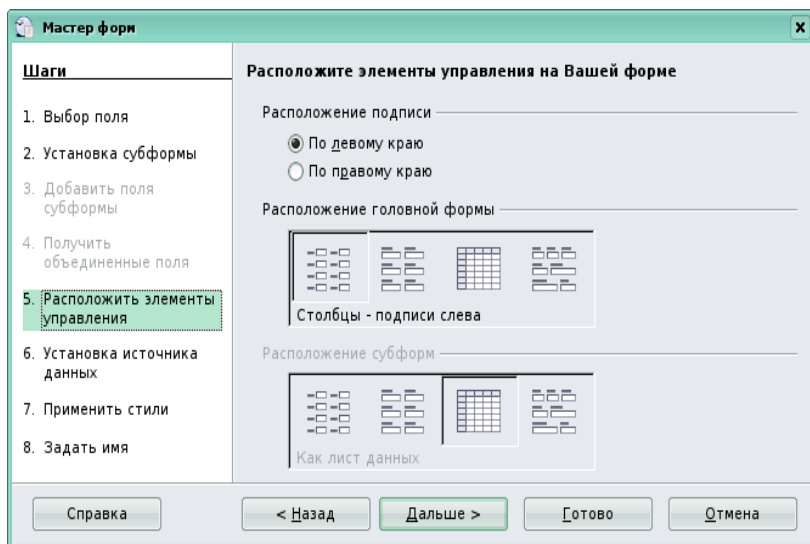 Мастер форм
Шаги
1. Выбор поля
2. Установка субформы
3. Добавить поля
субформы
4. Получить
объединенные поля
5. Расположить элементы
управления
6. Установка источника
данных
7. Применить стили
8. Задать имя
Расположите элементы управления на Вашей форме
Расположение подписи
По левому краю
По правому краю
Расположение головной формы
Столбцы - подписи слева
Расположение субформ
Как лист данных
Справка
< Назад
Дальше >
Готово
Отмена